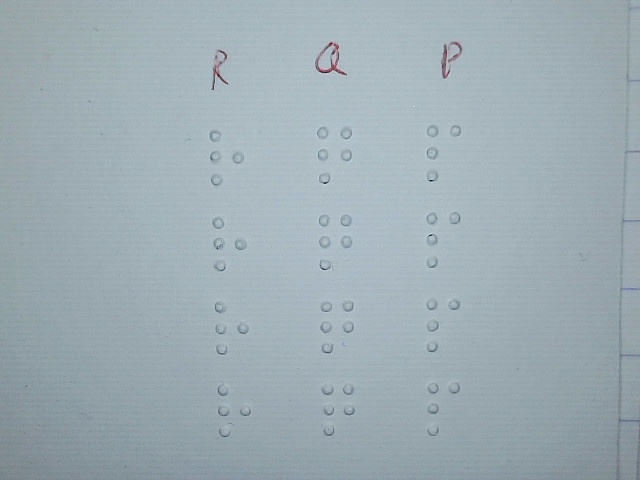 R Q P
⠗ ⠟ ⠏
⠗ ⠟ ⠏
⠗ ⠟ ⠏
⠗ ⠟ ⠏